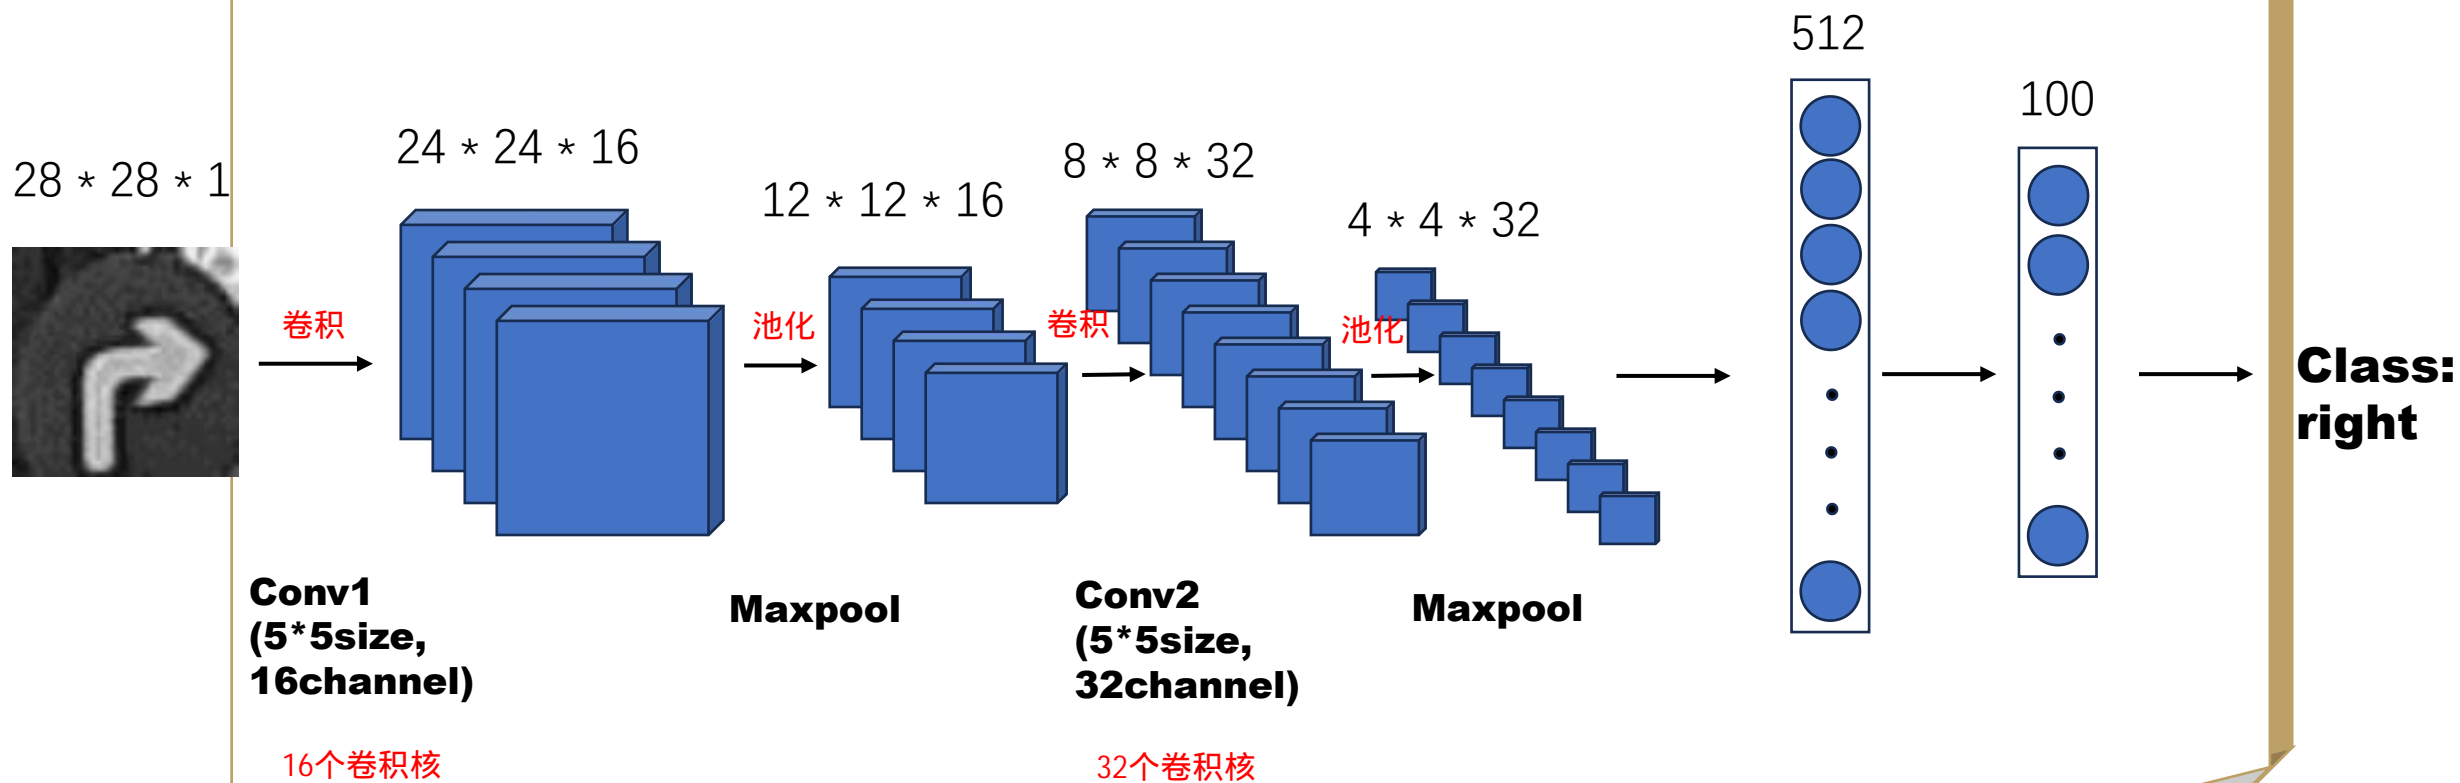 28 * 28 * 1
24 * 24 * 16
12 * 12 * 16
8 * 8 * 32
4 * 4 * 32
512
100
卷积
池化
卷积
池化
Class:
right
Conv1
(5*5size,
16channel)
Maxpool
Conv2
(5*5size,
32channel)
Maxpool
16个卷积核
32个卷积核